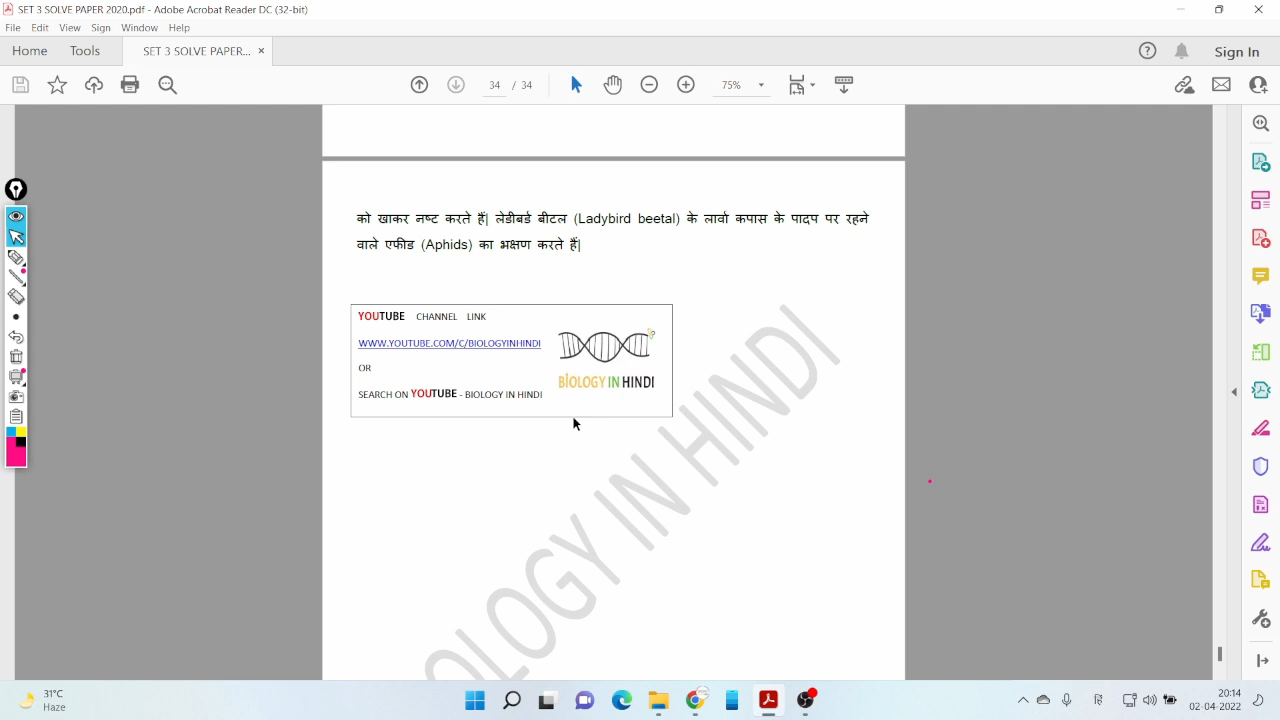 SET 3 SOLVE PAPER 2020.pdf - Adobe Acrobat Reader DC (32-bit)
File Edit View Sign Window Help
Home Tools SET 3 SOLVE PAPER... × Sign In
34 / 34 75%
को खाकर नष्ट करते हैं| लेडीबर्ड बीटल (Ladybird beetal) के लार्वा कपास के पादप पर रहने
वाले एफीड (Aphids) का भक्षण करते हैं|
YOUTUBE CHANNEL LINK
WWW.YOUTUBE.COM/C/BIOLOGYINHINDI
OR
SEARCH ON YOUTUBE - BIOLOGY IN HINDI
BIOLOGY IN HINDI
OLOGY IN HINDI
31°C
Haze
20:14
02-04-2022